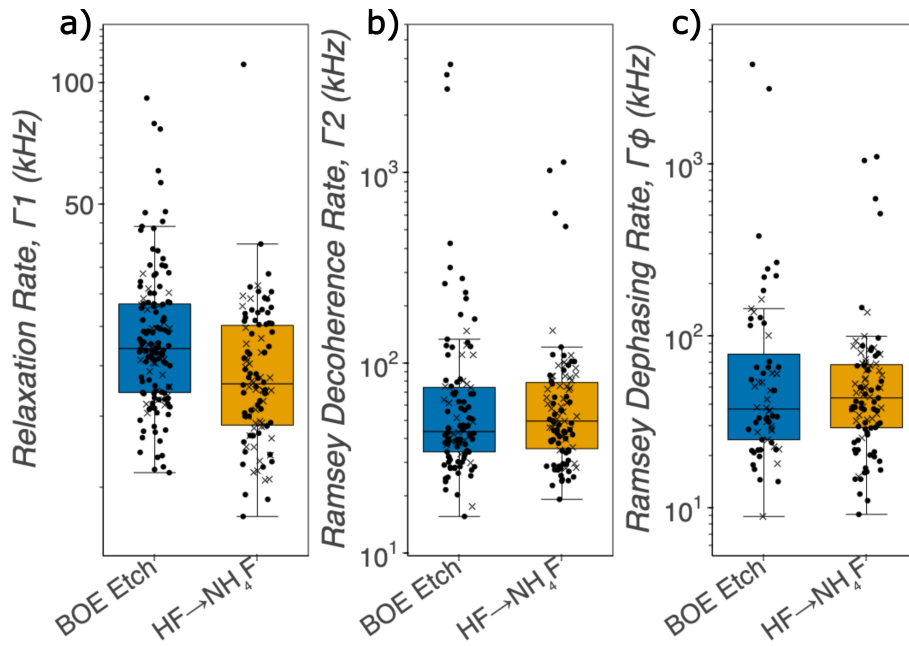 a)
Relaxation Rate, Γ1 (kHz)
100
50
BOE Etch
HF→NH₄F
b)
Ramsey Decoherence Rate, Γ2 (kHz)
10³
10²
10¹
BOE Etch
HF→NH₄F
c)
Ramsey Dephasing Rate, Γϕ (kHz)
10³
10²
10¹
BOE Etch
HF→NH₄F